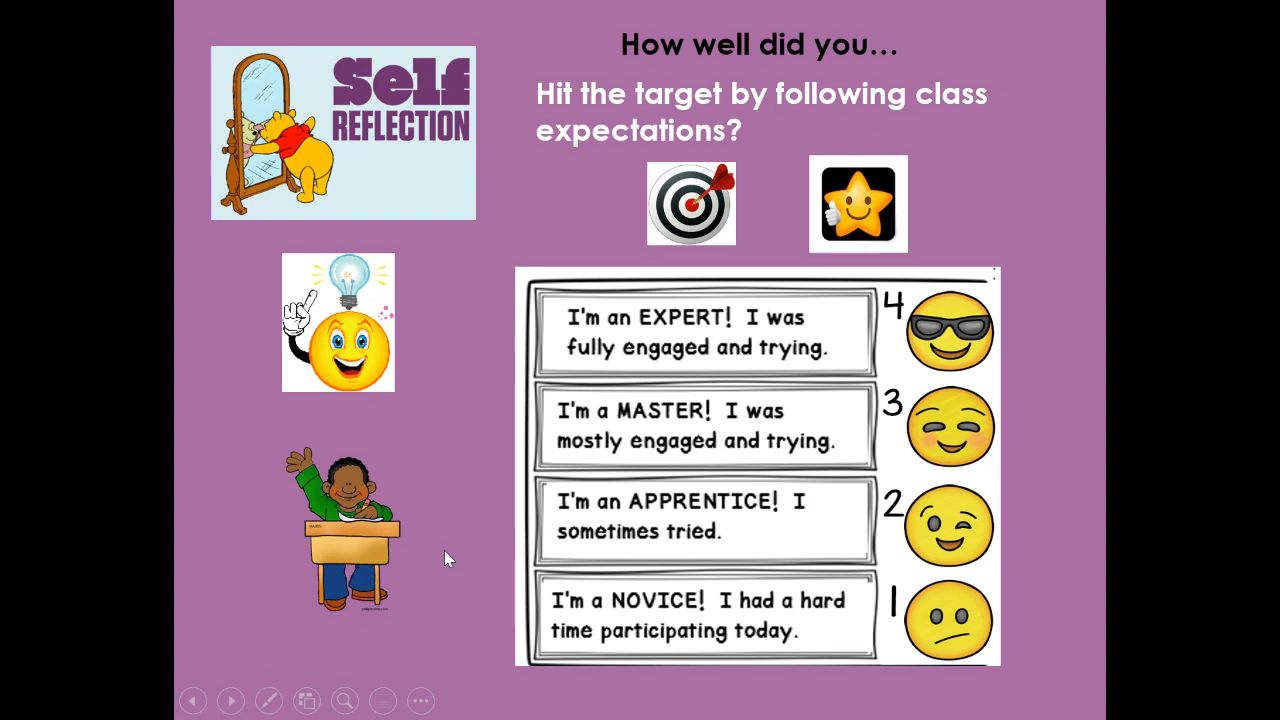 Self
REFLECTION
How well did you...
Hit the target by following class
expectations?
I'm an EXPERT! I was
fully engaged and trying.
4
I'm a MASTER! I was
mostly engaged and trying.
3
I'm an APPRENTICE! I
sometimes tried.
2
I'm a NOVICE! I had a hard
time participating today.
1